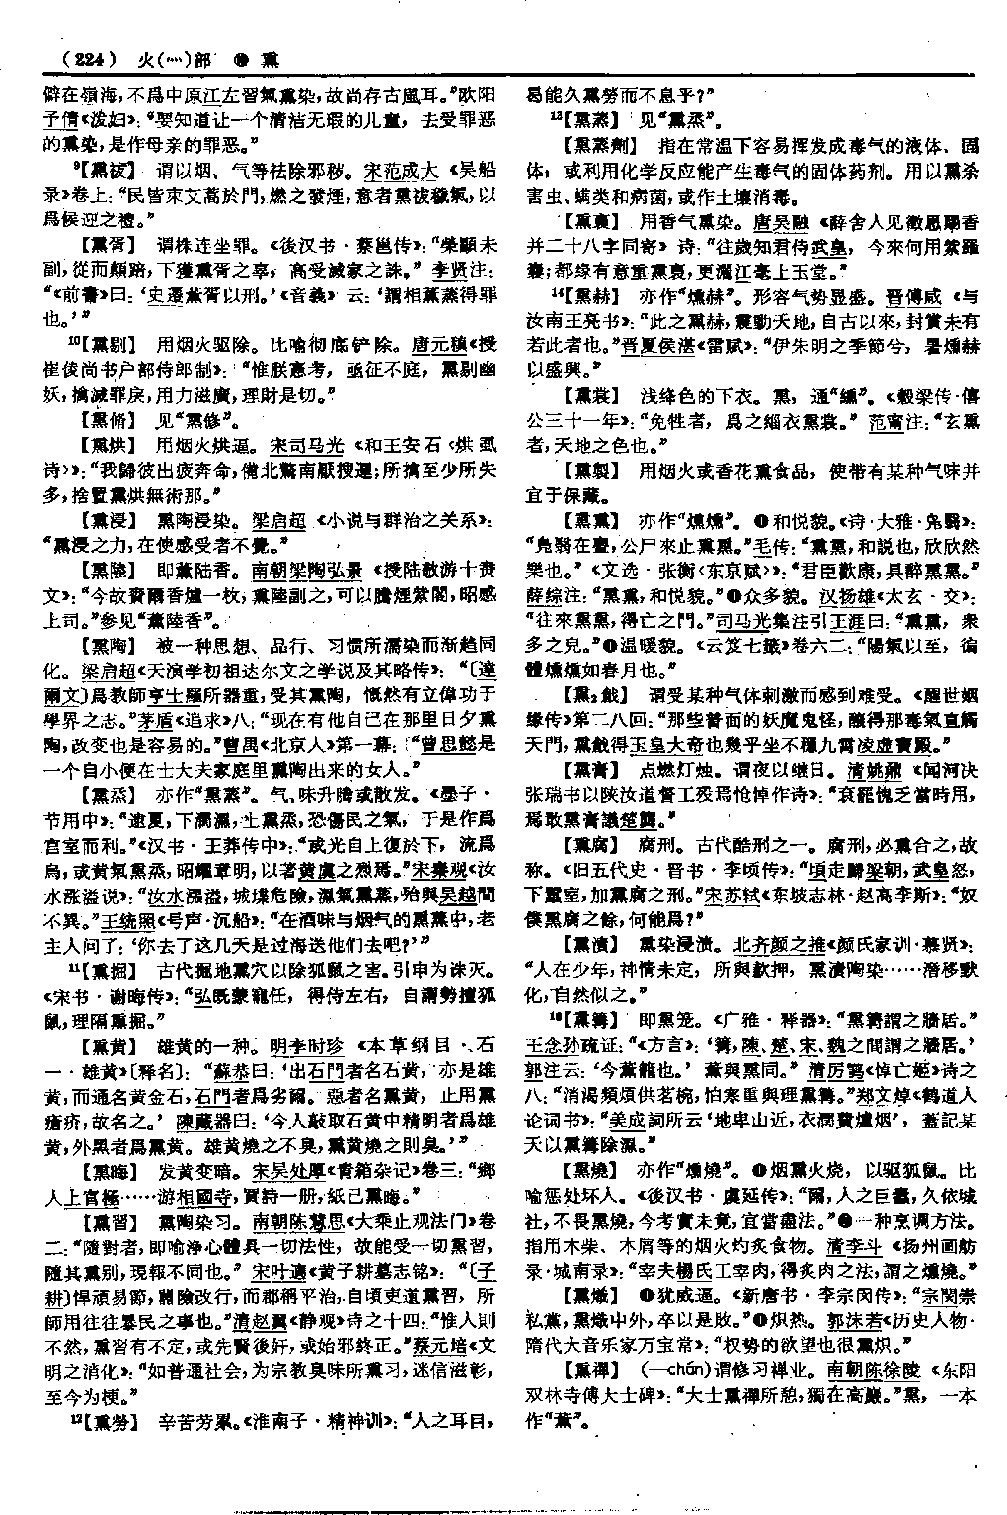 （224） 火(灬)部 ⓮ 熏
僻在嶺海，不爲中原江左習氣熏染，故尚存古風耳。”欧阳
予倩《泼妇》：“要知道让一个清洁无瑕的儿童，去受罪恶
的熏染，是作母亲的罪恶。”
⁹【熏祓】 谓以烟、气等祛除邪秽。宋范成大《吴船
录》卷上：“民皆束艾蒿於門，燃之發煙，意者熏祓穢氣，以
爲候迎之禮。”
【熏胥】 谓株连坐罪。《後汉书·蔡邕传》：“榮顯未
副，從而顛踣，下獲熏胥之辜，高受滅家之誅。”李贤注：
“《前書》曰：‘史遷薰胥以刑。’《音義》云：‘謂相薰蒸得罪
也。’”
¹⁰【熏剔】 用烟火驱除。比喻彻底铲除。唐元稹《授
崔俊尚书户部侍郎制》：“惟朕憲考，亟征不庭，熏剔幽
妖，擒滅罪戾，用力滋廣，理財是切。”
【熏脩】 见“熏修”。
【熏烘】 用烟火烘逼。宋司马光《和王安石〈烘虱
诗〉》：“我歸彼出疲奔命，備北驚南厭搜邏；所擒至少所失
多，捨置熏烘無術那。”
【熏浸】 熏陶浸染。梁启超《小说与群治之关系》：
“熏浸之力，在使感受者不覺。”
【熏陸】 即薰陆香。南朝梁陶弘景《授陆敬游十赉
文》：“今故賚爾香爐一枚，熏陸副之，可以騰煙紫閣，昭感
上司。”参见“薰陸香”。
【熏陶】 被一种思想、品行、习惯所濡染而渐趋同
化。梁启超《天演学初祖达尔文之学说及其略传》：“〔達
爾文〕爲教師亨士羅所器重，受其熏陶，慨然有立偉功于
學界之志。”茅盾《追求》八：“现在有他自己在那里日夕熏
陶，改变也是容易的。”曹禺《北京人》第一幕：“曾思懿是
一个自小便在士大夫家庭里熏陶出来的女人。”
【熏烝】 亦作“熏蒸”。气、味升腾或散发。《墨子·
节用中》：“逮夏，下潤濕，上熏烝，恐傷民之氣，于是作爲
宫室而利。”《汉书·王莽传中》：“或光自上復於下，流爲
烏，或黄氣熏烝，昭耀章明，以著黄虞之烈焉。”宋秦观《汝
水涨溢说》：“汝水漲溢，城堞危險，濕氣熏蒸，殆與吴越間
不異。”王统照《号声·沉船》：“在酒味与烟气的熏蒸中，老
主人问了：‘你去了这几天是过海送他们去吧？’”
¹¹【熏掘】 古代掘地熏穴以除狐鼠之害。引申为诛灭。
《宋书·谢晦传》：“弘既蒙寵任，得侍左右，自謂勢擅狐
鼠，理隔熏掘。”
【熏黄】 雄黄的一种。明李时珍《本草纲目·石
一·雄黄》〔释名〕：“蘇恭曰：‘出石門者名石黄，亦是雄
黄，而通名黄金石，石門者爲劣爾。惡者名熏黄，止用熏
瘡疥，故名之。’陳藏器曰：‘今人敲取石黄中精明者爲雄
黄，外黑者爲熏黄。雄黄燒之不臭，熏黄燒之則臭。’”
【熏晦】 发黄变暗。宋吴处厚《青箱杂记》卷三：“鄉
人上官極……游相國寺，買詩一册，紙已熏晦。”
【熏習】 熏陶染习。南朝陈慧思《大乘止观法门》卷
二：“隨對者，即喻淨心體具一切法性，故能受一切熏習，
隨其熏别，現報不同也。”宋叶適《黄子耕墓志铭》：“〔子
耕〕悍頑易節，闢險改行，而郡稱平治，自頃吏道熏習，所
師用往往暴民之事也。”清赵翼《静观》诗之十四：“惟人則
不然，熏習有不定，或先賢後奸，或始邪終正。”蔡元培《文
明之消化》：“如普通社会，为宗教臭味所熏习，迷信滋彰，
至今为梗。”
¹²【熏勞】 辛苦劳累。《淮南子·精神训》：“人之耳目，
曷能久熏勞而不息乎？”
¹³【熏蒸】 见“熏烝”。
【熏蒸劑】 指在常温下容易挥发成毒气的液体、固
体，或利用化学反应能产生毒气的固体药剂。用以熏杀
害虫、螨类和病菌，或作土壤消毒。
【熏裛】 用香气熏染。唐吴融《薛舍人见徵恩赐香
并二十八字同寄》诗：“往歲知君侍武皇，今來何用紫羅
囊；都緣有意重熏裛，更灑江毫上玉堂。”
¹⁴【熏赫】 亦作“燻赫”。形容气势显盛。晋傅咸《与
汝南王亮书》：“此之熏赫，震動天地，自古以來，封賞未有
若此者也。”晋夏侯湛《雷赋》：“伊朱明之季節兮，暑燻赫
以盛興。”
【熏裳】 浅绛色的下衣。熏，通“纁”。《穀梁传·僖
公三十一年》：“免牲者，爲之緇衣熏裳。”范甯注：“玄熏
者，天地之色也。”
【熏製】 用烟火或香花熏食品，使带有某种气味并
宜于保藏。
【熏熏】 亦作“燻燻”。❶和悦貌。《诗·大雅·凫鹥》：
“鳧鷖在亹，公尸來止熏熏。”毛传：“熏熏，和説也，欣欣然
樂也。”《文选·张衡〈东京赋〉》：“君臣歡康，具醉熏熏。”
薛综注：“熏熏，和悦貌。”❷众多貌。汉扬雄《太玄·交》：
“往來熏熏，得亡之門。”司马光集注引王涯曰：“熏熏，衆
多之皃。”❸温暖貌。《云笈七籤》卷六二：“陽氣以至，徧
體燻燻如春月也。”
【熏₂戧】 谓受某种气体刺激而感到难受。《醒世姻
缘传》第二八回：“那些普面的妖魔鬼怪，釀得那毒氣直觸
天門，熏戧得玉皇大帝也幾乎坐不穩九霄凌虚寶殿。”
【熏膏】 点燃灯烛。谓夜以继日。清姚鼐《闻河决
张瑞书以陕汝道督工殁焉怆悼作诗》：“衰罷愧乏當時用，
焉敢熏膏議楚龔。”
【熏腐】 腐刑。古代酷刑之一。腐刑，必熏合之，故
称。《旧五代史·晋书·李顷传》：“頃走歸梁朝，武皇怒，
下蠶室，加熏腐之刑。”宋苏轼《东坡志林·赵高李斯》：“奴
僕熏腐之餘，何能爲？”
【熏漬】 熏染浸渍。北齐颜之推《颜氏家训·慕贤》：
“人在少年，神情未定，所與款狎，熏漬陶染……潛移默
化，自然似之。”
¹⁶【熏篝】 即熏笼。《广雅·释器》：“熏篝謂之牆居。”
王念孙疏证：“《方言》：‘篝，陳、楚、宋、魏之間謂之牆居。’
郭注云：‘今薰籠也。’薰與熏同。”清厉鹗《悼亡姬》诗之
八：“消渴頻煩供茗椀，怕寒重與理熏篝。”郑文焯《鹤道人
论词书》：“美成詞所云‘地卑山近，衣潤費爐烟’，蓋記某
天以熏篝除濕。”
【熏燒】 亦作“燻燒”。❶烟熏火烧，以驱狐鼠。比
喻惩处坏人。《後汉书·虞延传》：“爾，人之巨蠹，久依城
社，不畏熏燒，今考實未竟，宜當盡法。”❷一种烹调方法。
指用木柴、木屑等的烟火灼炙食物。清李斗《扬州画舫
录·城南录》：“宰夫楊氏工宰肉，得炙肉之法，謂之燻燒。”
【熏燉】 ❶犹威逼。《新唐书·李宗闵传》：“宗閔崇
私黨，熏熾中外，卒以是敗。”❷炽热。郭沫若《历史人物·
隋代大音乐家万宝常》：“权势的欲望也很熏炽。”
【熏禪】 （—chán）谓修习禅业。南朝陈徐陵《东阳
双林寺傅大士碑》：“大士熏禪所憩，獨在高巖。”熏，一本
作“薰”。